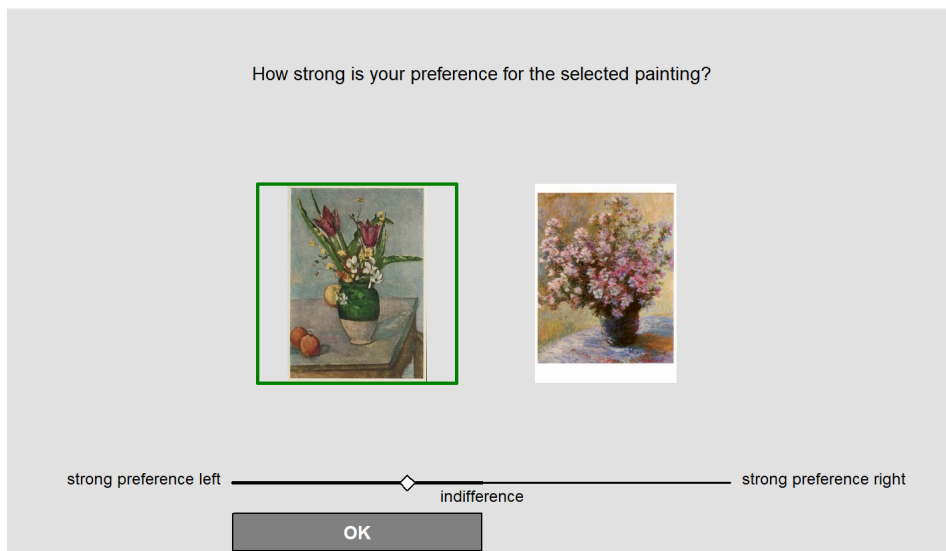 How strong is your preference for the selected painting?
strong preference left
strong preference right
indifference
OK